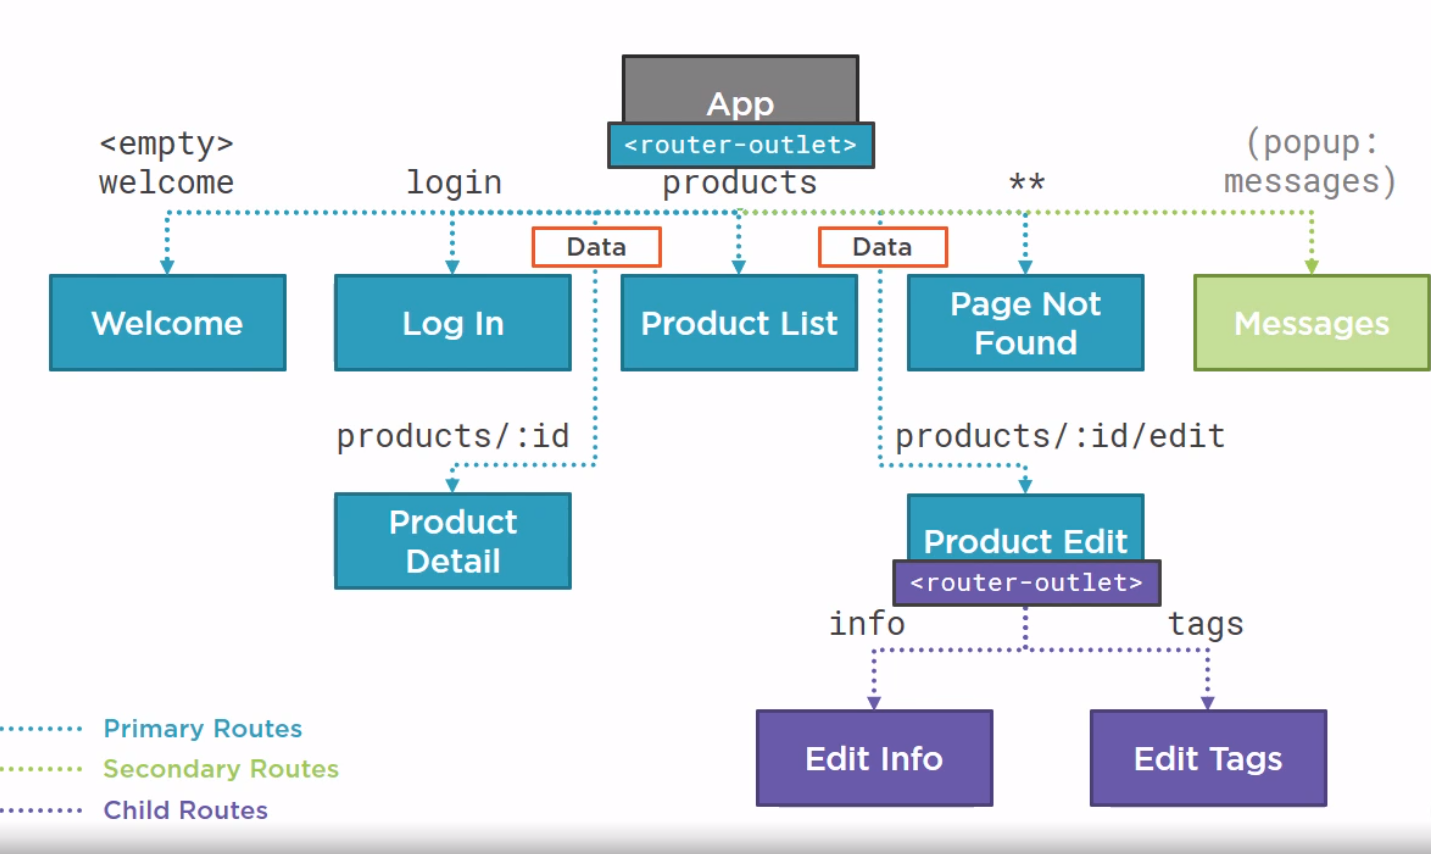 App
<router-outlet>
<empty>
welcome
login
products
**
(popup:
messages)
Data
Data
Welcome
Log In
Product List
Page Not
Found
Messages
products/:id
products/:id/edit
Product
Detail
Product Edit
<router-outlet>
info
tags
Edit Info
Edit Tags
Primary Routes
Secondary Routes
Child Routes